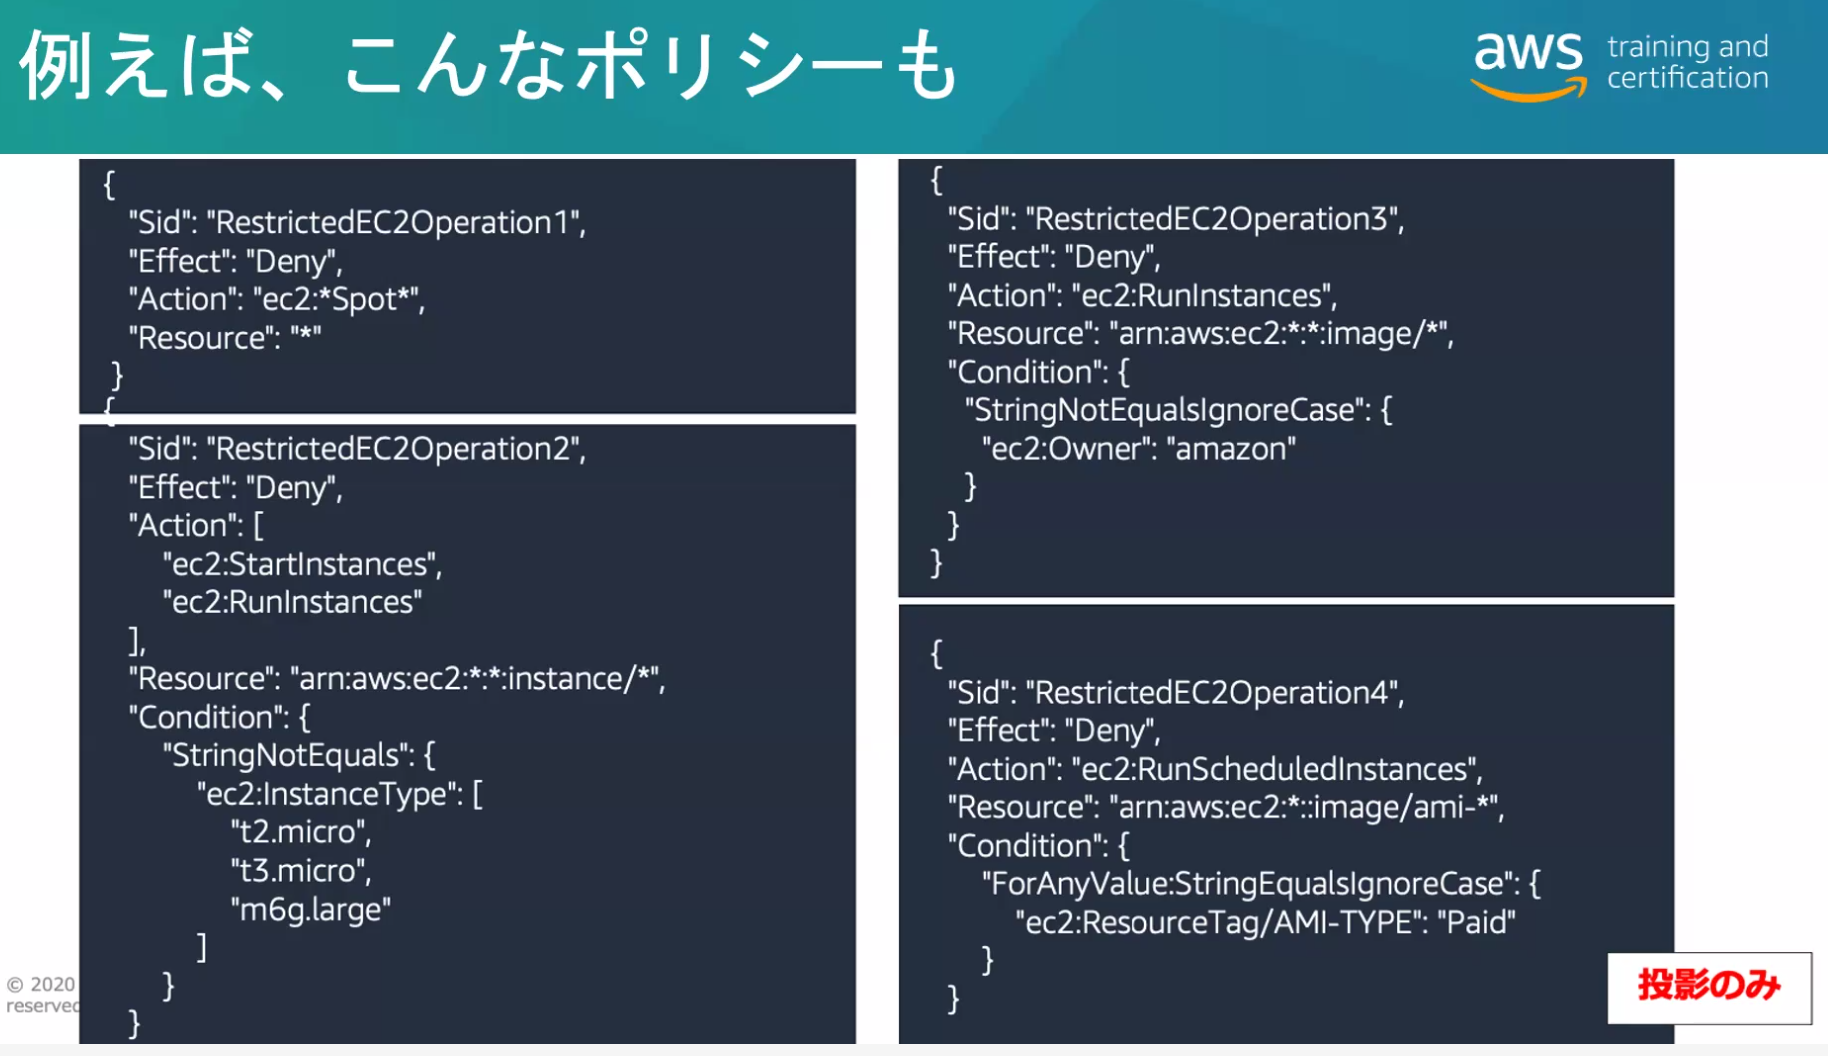 例えば、こんなポリシーも
aws training and
certification
{
"Sid": "RestrictedEC2Operation1",
"Effect": "Deny",
"Action": "ec2:*Spot*",
"Resource": "*"
}
{
"Sid": "RestrictedEC2Operation2",
"Effect": "Deny",
"Action": [
"ec2:StartInstances",
"ec2:RunInstances"
],
"Resource": "arn:aws:ec2:*:*:instance/*",
"Condition": {
"StringNotEquals": {
"ec2:InstanceType": [
"t2.micro",
"t3.micro",
"m6g.large"
]
}
}
{
"Sid": "RestrictedEC2Operation3",
"Effect": "Deny",
"Action": "ec2:RunInstances",
"Resource": "arn:aws:ec2:*:*:image/*",
"Condition": {
"StringNotEqualsIgnoreCase": {
"ec2:Owner": "amazon"
}
}
}
{
"Sid": "RestrictedEC2Operation4",
"Effect": "Deny",
"Action": "ec2:RunScheduledInstances",
"Resource": "arn:aws:ec2:*::image/ami-*",
"Condition": {
"ForAnyValue:StringEqualsIgnoreCase": {
"ec2:ResourceTag/AMI-TYPE": "Paid"
}
}
© 2020
reserved
投影のみ